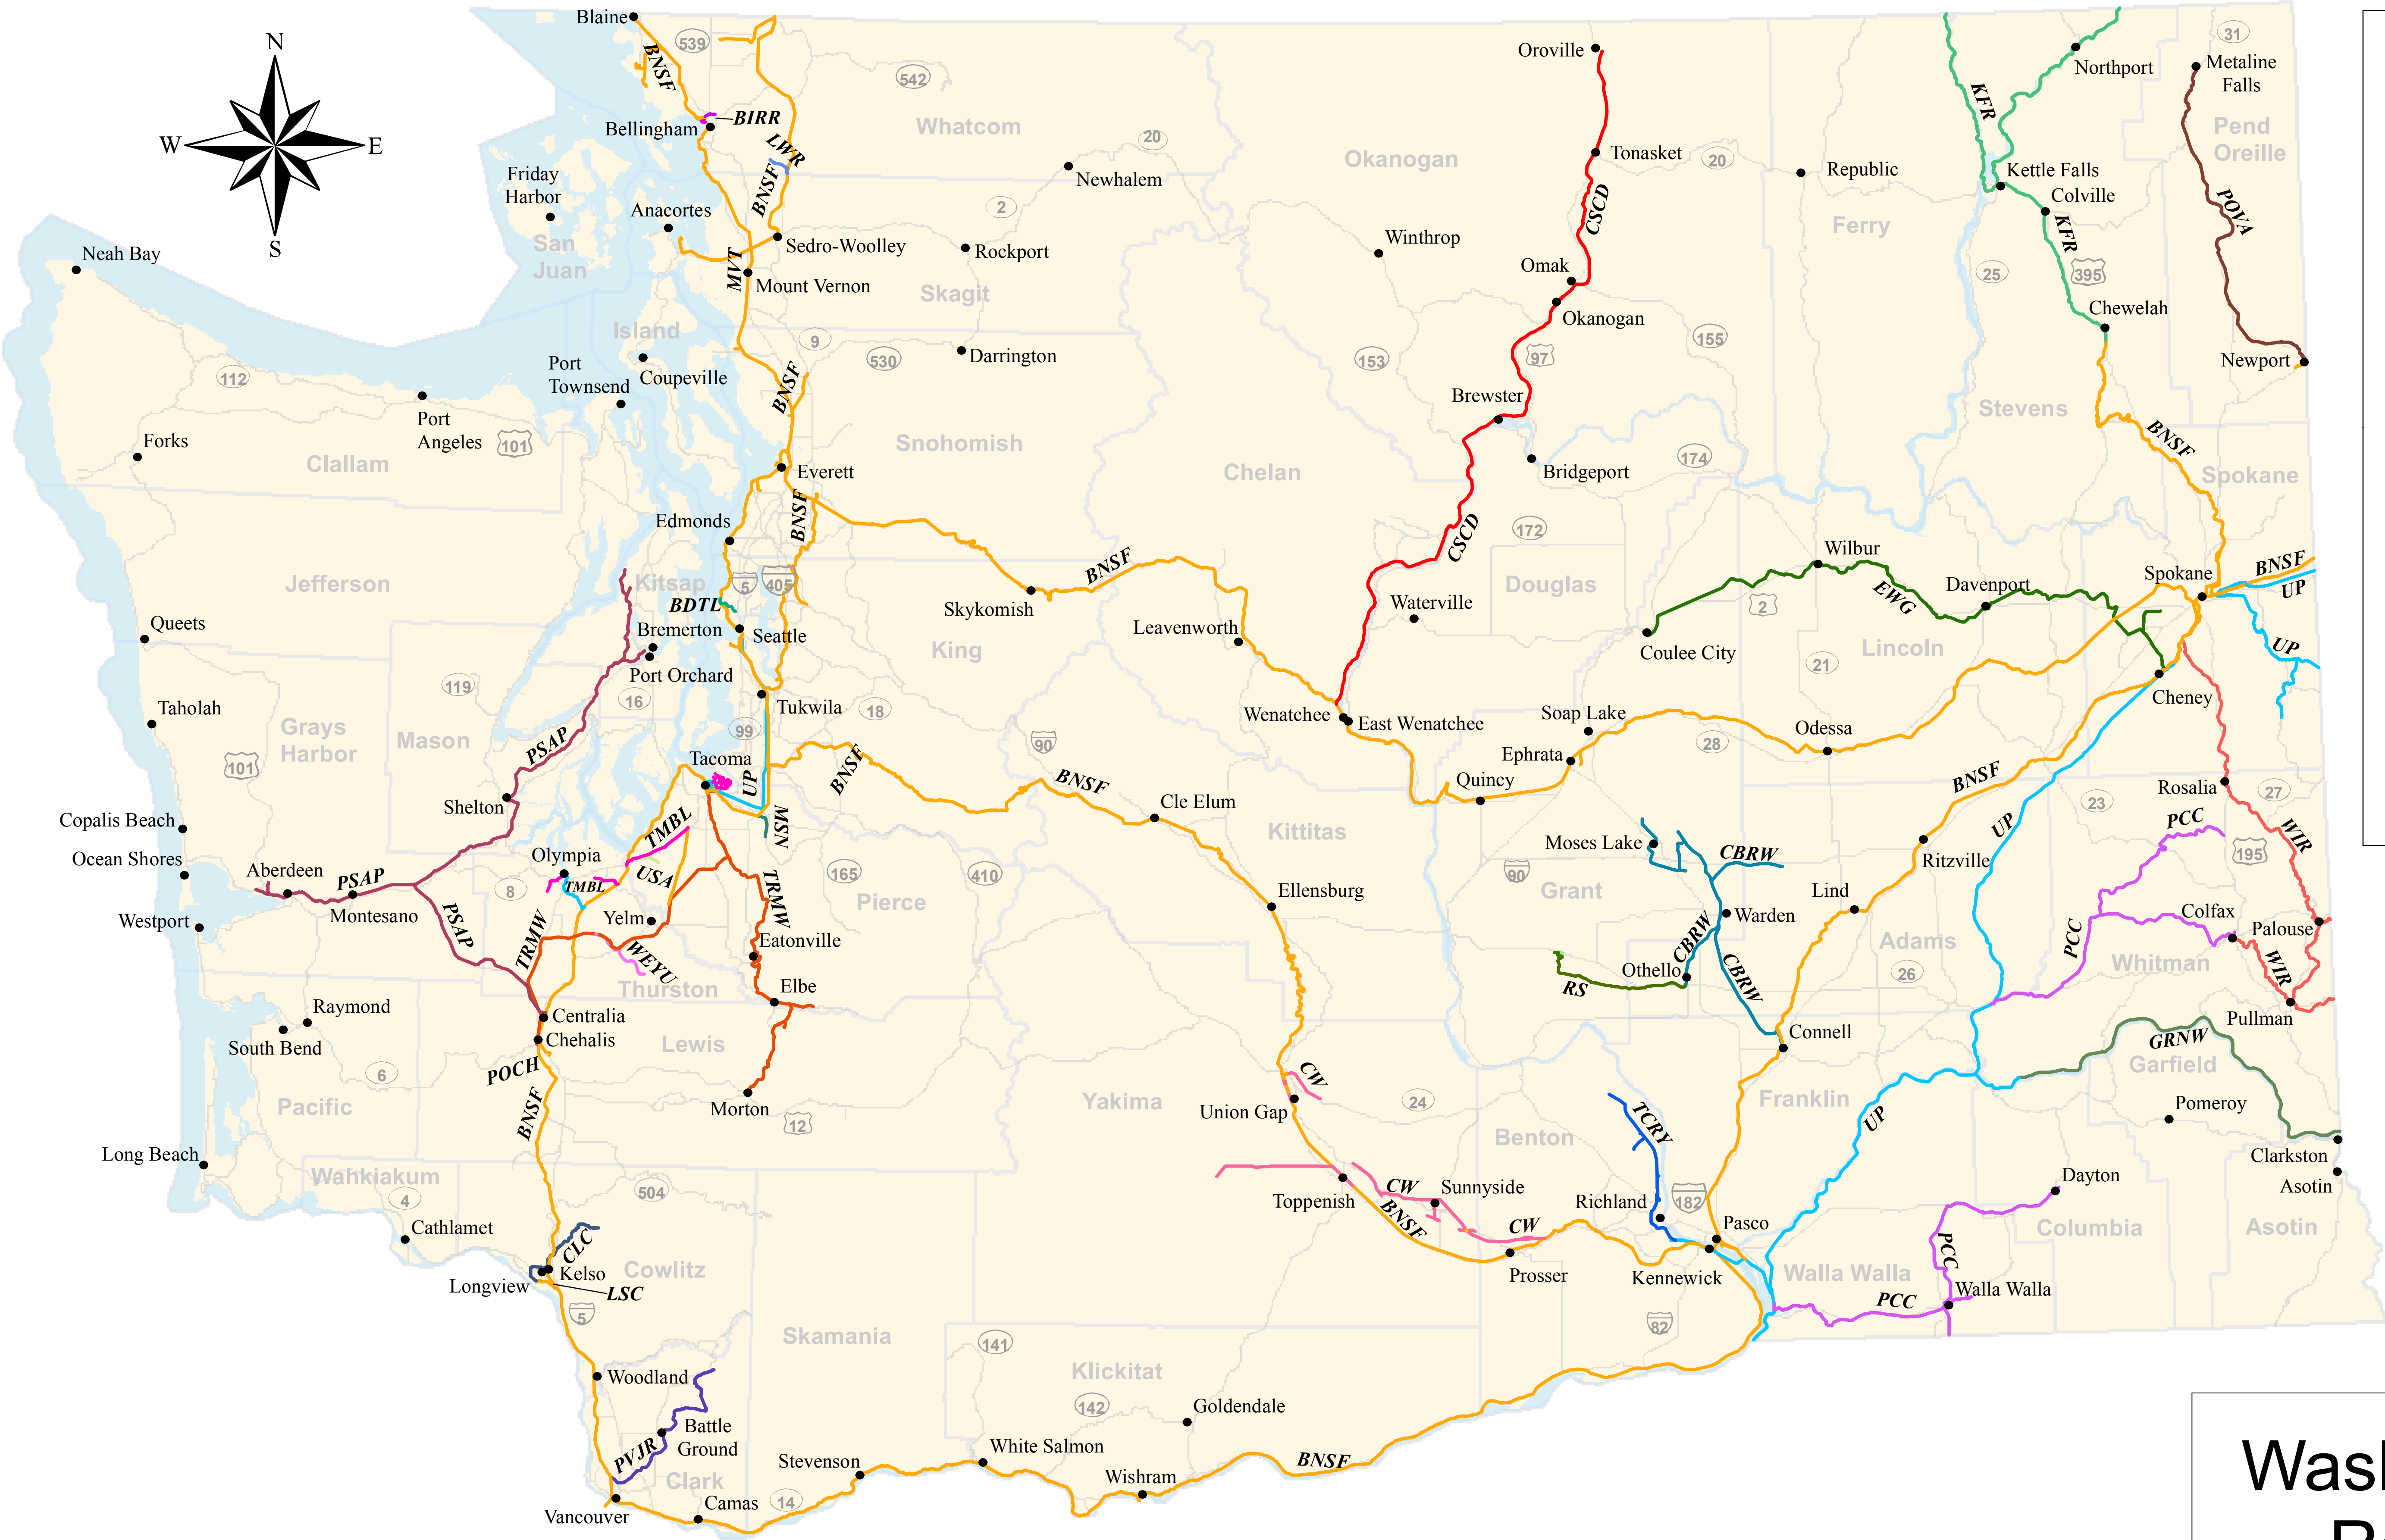 N
W
E
S
Blaine
BNSF
539
542
BIRR
Bellingham
LWR
Whatcom
20
Newhalem
Friday
Harbor
Anacortes
BNSF
2
San
Juan
Sedro-Woolley
Rockport
MVT
Mount Vernon
Skagit
Neah Bay
Island
9
530
Darrington
Port
Townsend
Coupeville
BNSF
112
Port
Angeles
101
Forks
Clallam
Snohomish
Everett
BNSF
Edmonds
Oroville
Okanogan
Tonasket
20
Republic
CSCD
Ferry
Winthrop
Omak
Okanogan
153
97
155
Brewster
Bridgeport
174
Chelan
CSCD
172
Douglas
KFR
Northport
31
Metaline
Falls
Pend
Oreille
Kettle Falls
Colville
KFR
POVA
25
395
Chewelah
Newport
Stevens
BNSF
Spokane
Jefferson
Kitsap
5
405
BDTL
Bremerton
Seattle
Port Orchard
King
Skykomish
BNSF
Leavenworth
Waterville
Wilbur
2
EWG
Davenport
Spokane
BNSF
UP
UP
Coulee City
21
Lincoln
Cheney
Queets
119
16
Taholah
Grays
Harbor
Mason
101
PSAP
Tukwila
99
18
90
Wenatchee
East Wenatchee
Soap Lake
Ephrata
28
Odessa
Quincy
BNSF
UP
Rosalia
23
27
Tacoma
UP
BNSF
BNSF
Cle Elum
Kittitas
Shelton
MSN
TMBL
Copalis Beach
Ocean Shores
Aberdeen
PSAP
Montesano
Olympia
8
TMBL
USA
TRMW
165
410
Pierce
Moses Lake
CBRW
90
Grant
Ritzville
Lind
PCC
WIR
195
Westport
PSAP
TRMW
Yelm
WEYU
Eatonville
Ellensburg
Warden
CBRW
Othello
CBRW
RS
Adams
26
PCC
Colfax
Palouse
Whitman
WIR
Thurston
Elbe
Raymond
South Bend
Centralia
Chehalis
POCH
Lewis
Connell
Pullman
GRNW
Garfield
6
Pacific
BNSF
Morton
12
Yakima
CW
Union Gap
24
TCRY
Benton
Franklin
UP
Pomeroy
Clarkston
Asotin
Long Beach
Wahkiakum
4
Cathlamet
504
Toppenish
CW
Sunnyside
BNSF
CW
Richland
182
Pasco
Dayton
Columbia
Asotin
CLC
Kelso
Longview
LSC
Cowlitz
5
Prosser
Kennewick
Walla Walla
PCC
PCC
Walla Walla
82
Skamania
141
Klickitat
142
Goldendale
Woodland
Battle
Ground
PVJR
Clark
Stevenson
White Salmon
Wishram
BNSF
Vancouver
Camas
14